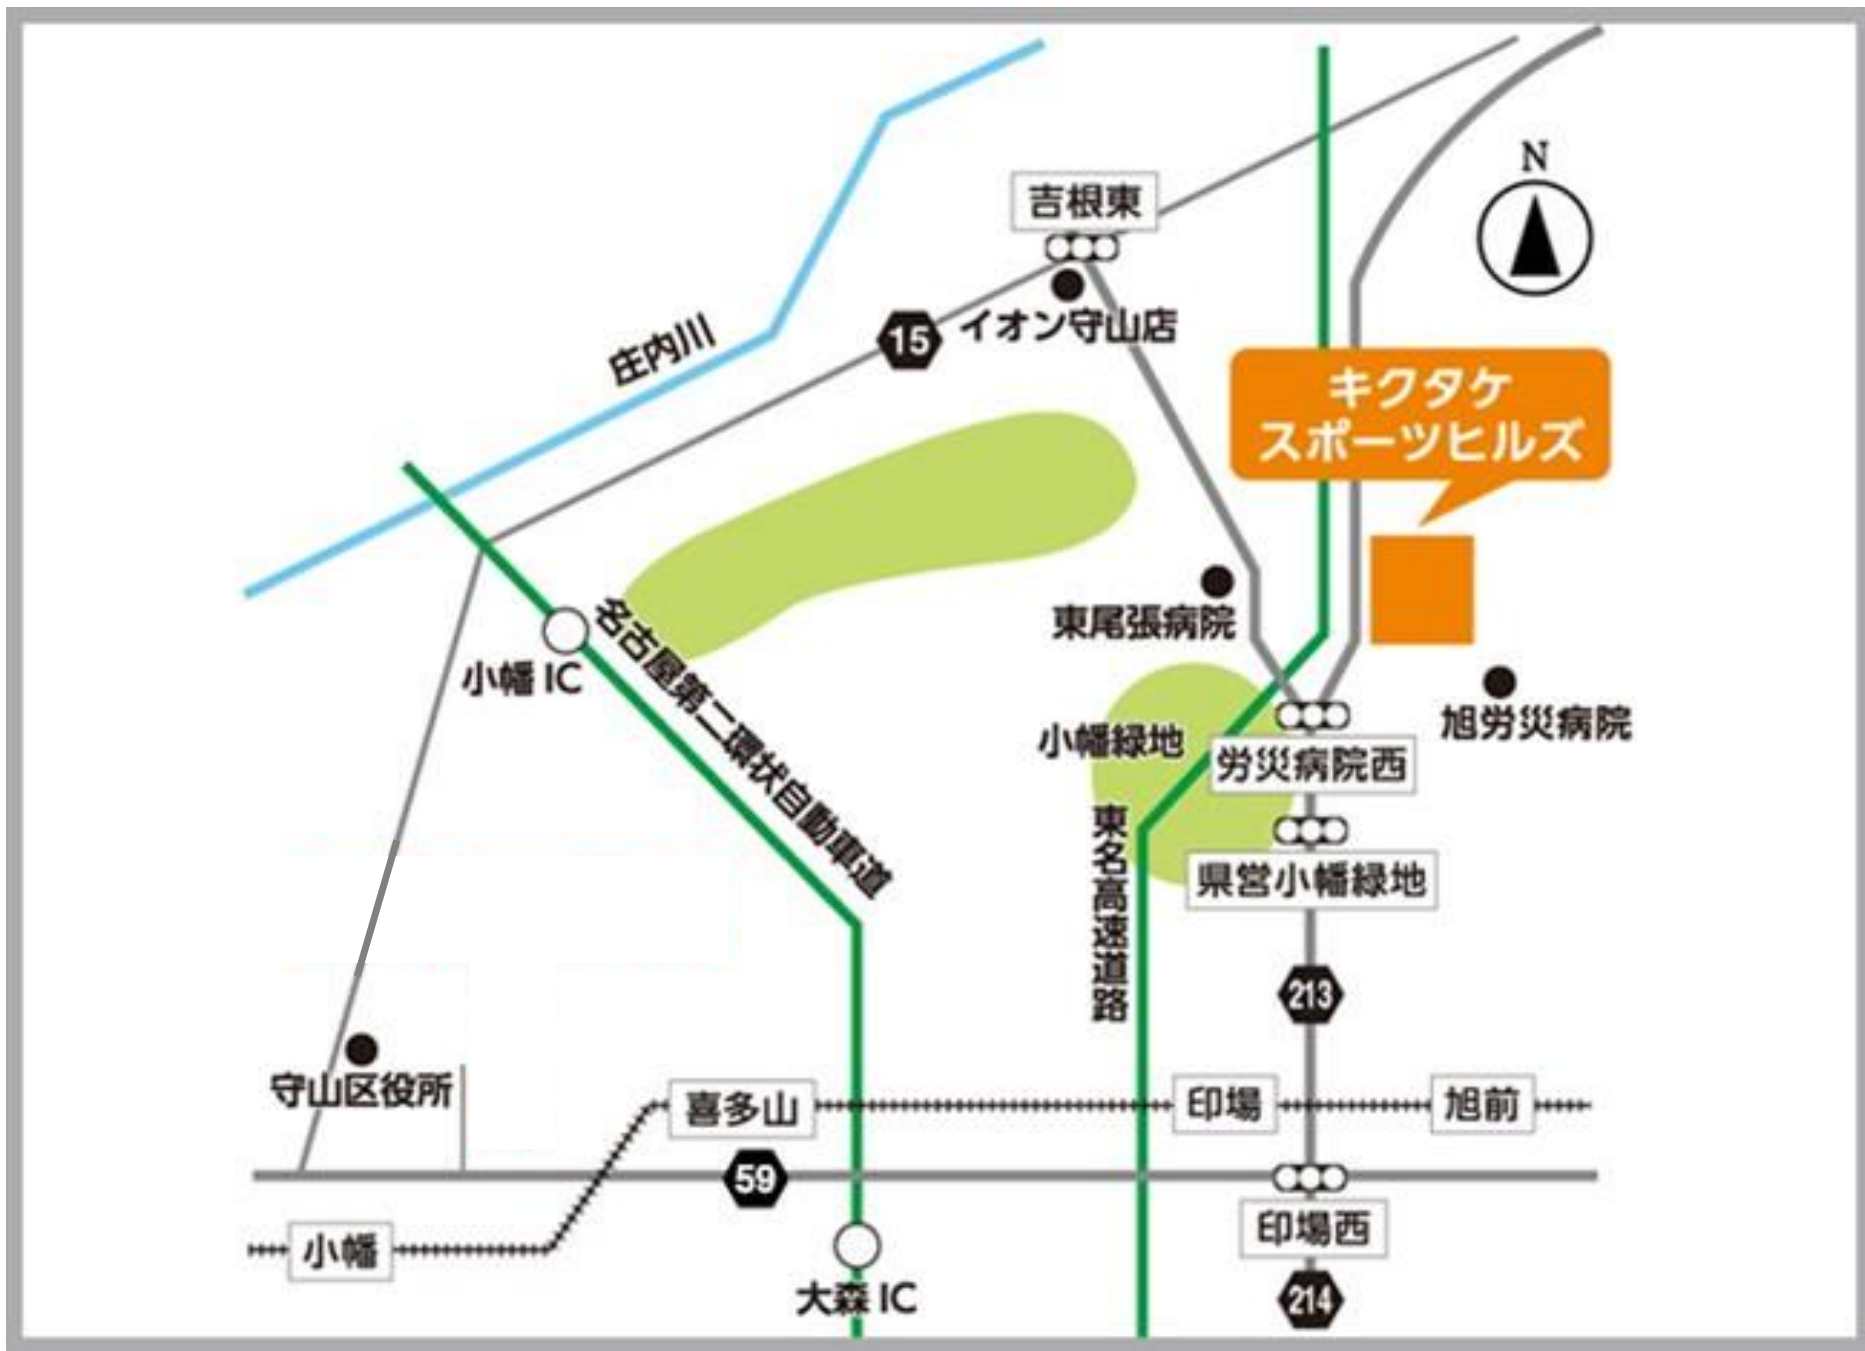 N
吉根東
イオン守山店
15
庄内川
キクタケ
スポーツヒルズ
東尾張病院
小幡IC
名古屋第二環状自動車道
旭労災病院
小幡緑地
労災病院西
県営小幡緑地
東名高速道路
213
守山区役所
喜多山
印場
旭前
59
印場西
小幡
大森IC
214